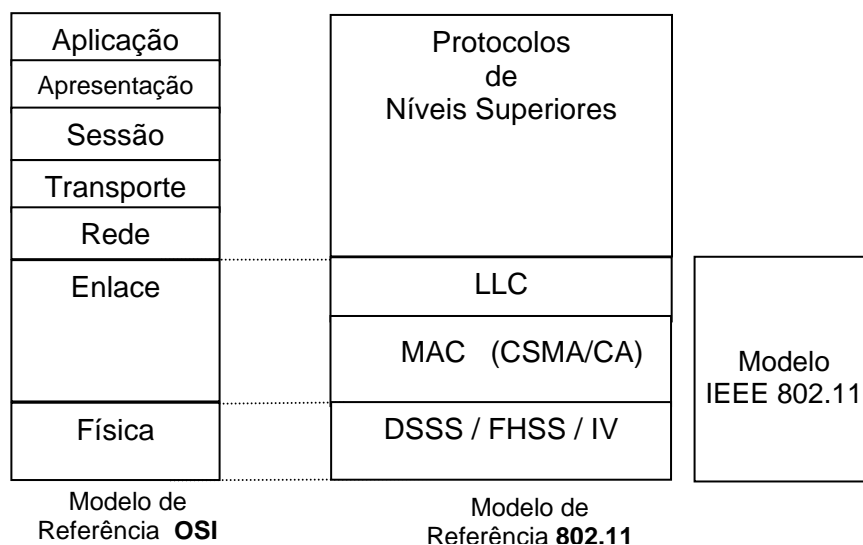 Aplicação
Apresentação
Sessão
Transporte
Rede
Enlace
Física
Modelo de
Referência OSI
Protocolos
de
Níveis Superiores
LLC
MAC (CSMA/CA)
DSSS / FHSS / IV
Modelo de
Referência 802.11
Modelo
IEEE 802.11